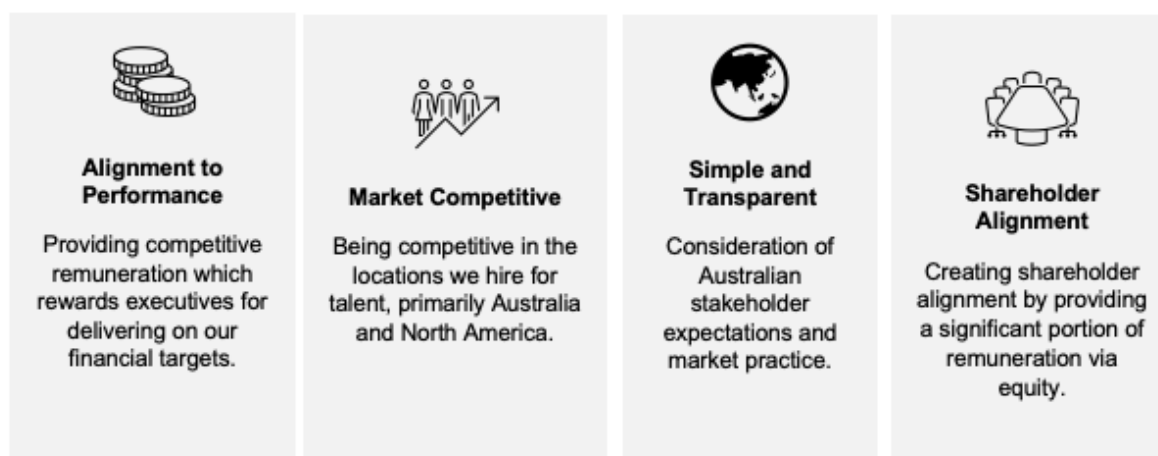 Alignment to
Performance
Providing competitive
remuneration which
rewards executives for
delivering on our
financial targets.
Market Competitive
Being competitive in the
locations we hire for
talent, primarily Australia
and North America.
Simple and
Transparent
Consideration of
Australian
stakeholder
expectations and
market practice.
Shareholder
Alignment
Creating shareholder
alignment by providing
a significant portion of
remuneration via
equity.